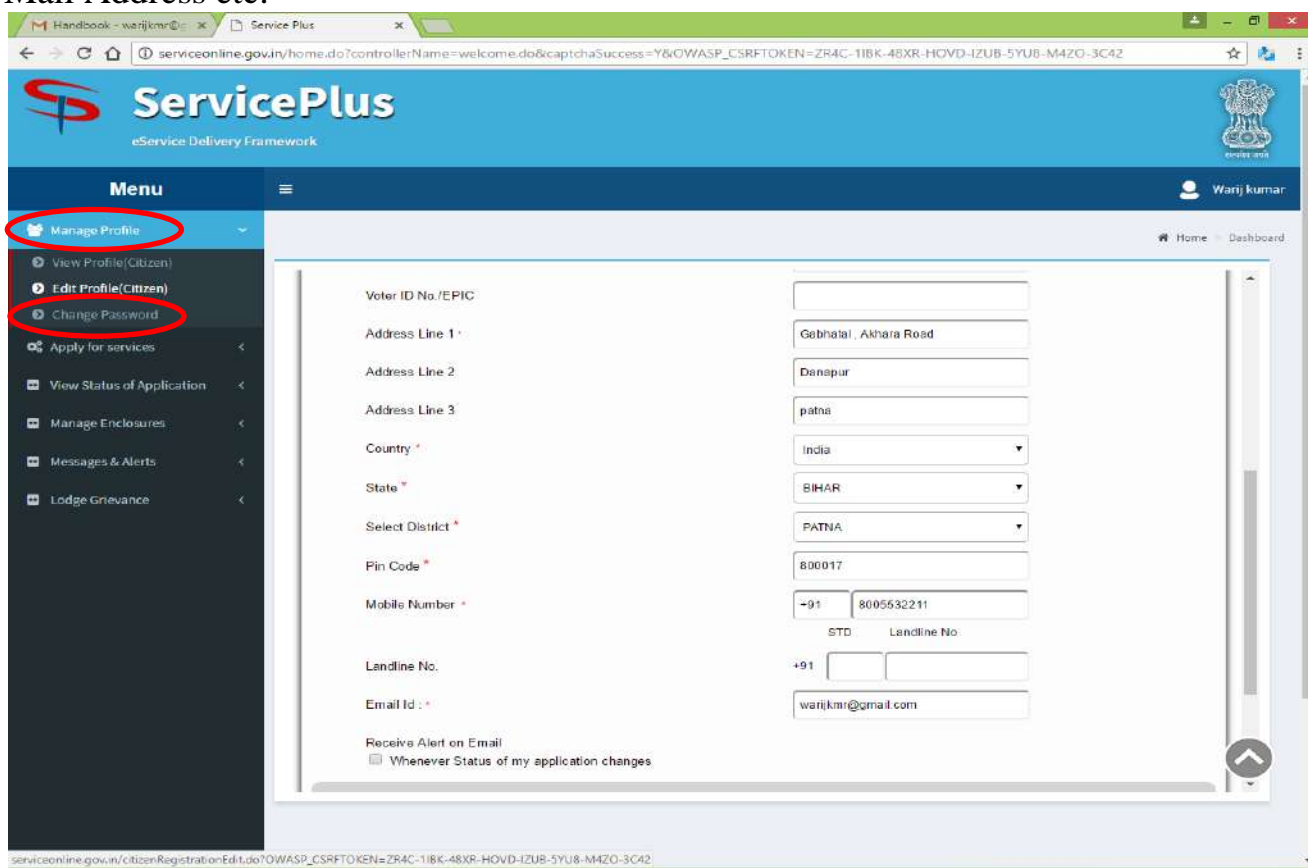 Mail Address etc.
Handbook - warijkmr@g
Service Plus
serviceonline.gov.in/home.do?controllerName=welcome.do&captchaSuccess=Y&OWASP_CSRFTOKEN=ZR4C-1I8K-48XR-HOVD-IZUB-5YU8-M4ZO-3C42
ServicePlus
eService Delivery Framework
Menu
Warij kumar
Manage Profile
Home > Dashboard
View Profile(Citizen)
Edit Profile(Citizen)
Change Password
Apply for services
View Status of Application
Manage Enclosures
Messages & Alerts
Lodge Grievance
Voter ID No./EPIC
Address Line 1 * Gabhatal , Akhara Road
Address Line 2 Danapur
Address Line 3 patna
Country * India
State * BIHAR
Select District * PATNA
Pin Code * 800017
Mobile Number * +91 8005532211
STD Landline No
Landline No. +91
Email Id : * warijkmr@gmail.com
Receive Alert on Email
Whenever Status of my application changes
serviceonline.gov.in/citizenRegistrationEdit.do?OWASP_CSRFTOKEN=ZR4C-1I8K-48XR-HOVD-IZUB-5YU8-M4ZO-3C42